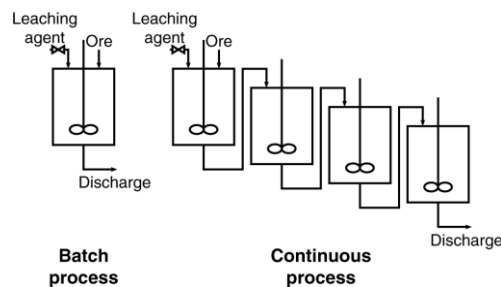 Leaching
agent
Ore
Discharge
Batch
process
Leaching
agent
Ore
Discharge
Continuous
process